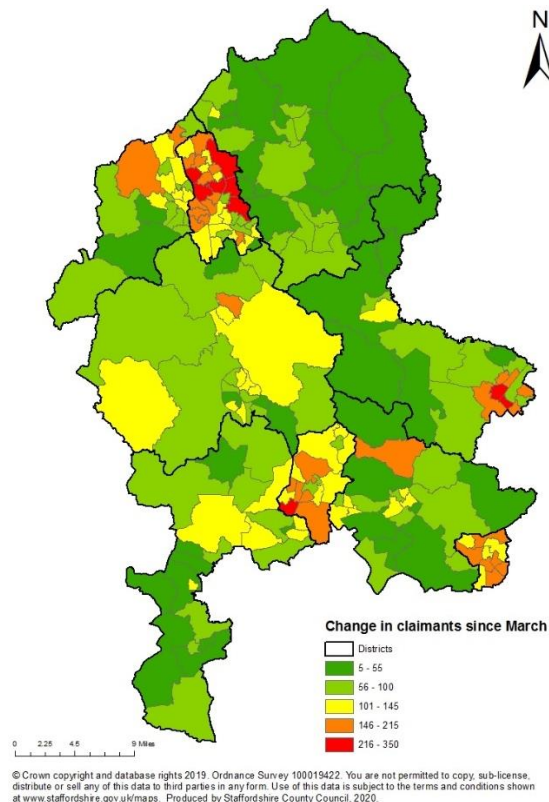 N
Change in claimants since March
Districts
5 - 55
56 - 100
101 - 145
146 - 215
216 - 350
0 2.25 4.5 9 Miles
© Crown copyright and database rights 2019. Ordnance Survey 100019422. You are not permitted to copy, sub-license,
distribute or sell any of this data to third parties in any form. Use of this data is subject to the terms and conditions shown
at www.staffordshire.gov.uk/maps. Produced by Staffordshire County Council, 2020.